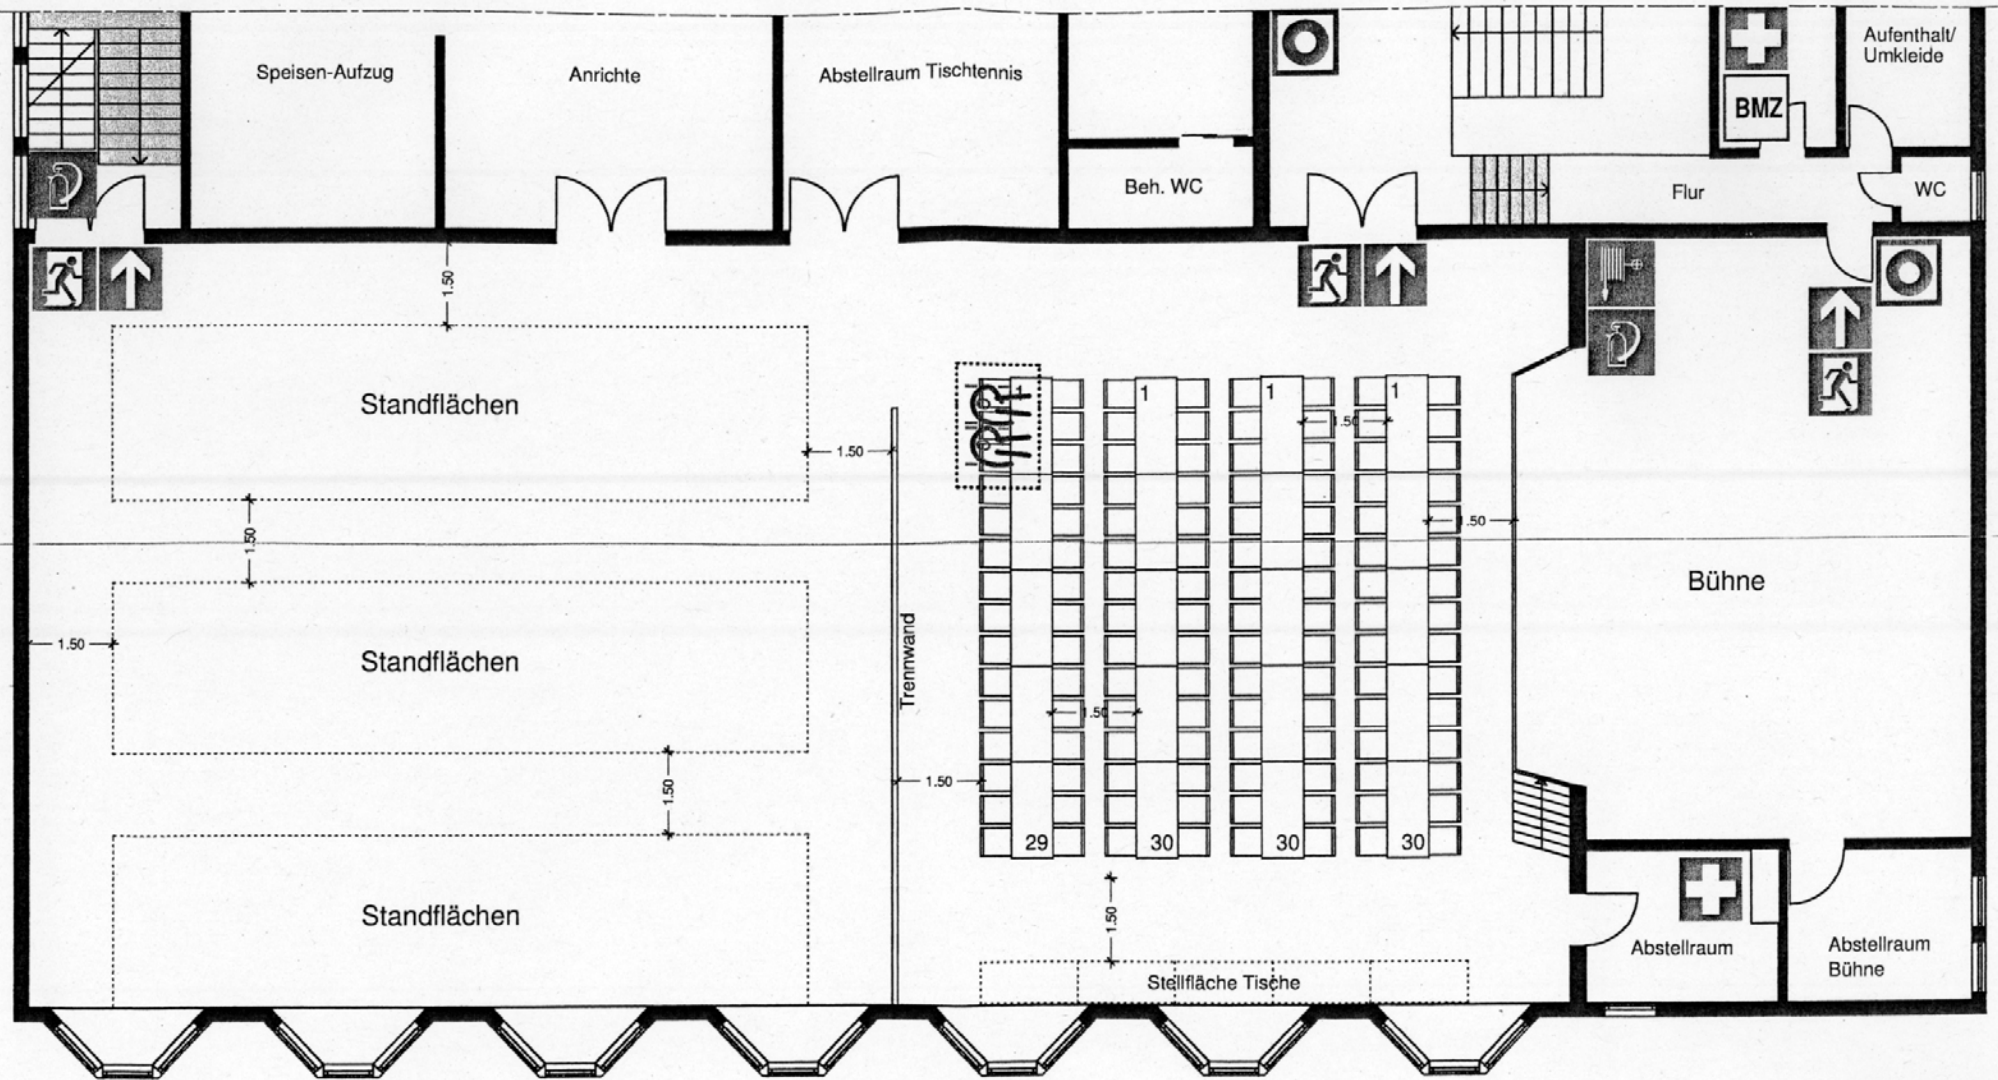 Speisen-Aufzug
Anrichte
Abstellraum Tischtennis
Beh. WC
BMZ
Aufenthalt/
Umkleide
Flur
WC
1.50
Standflächen
1.50
1.50
Standflächen
1.50
1.50
Standflächen
Trennwand
1
1
1
1
1.50
1.50
1.50
1.50
29
30
30
30
1.50
Stellfläche Tische
Bühne
Abstellraum
Abstellraum
Bühne